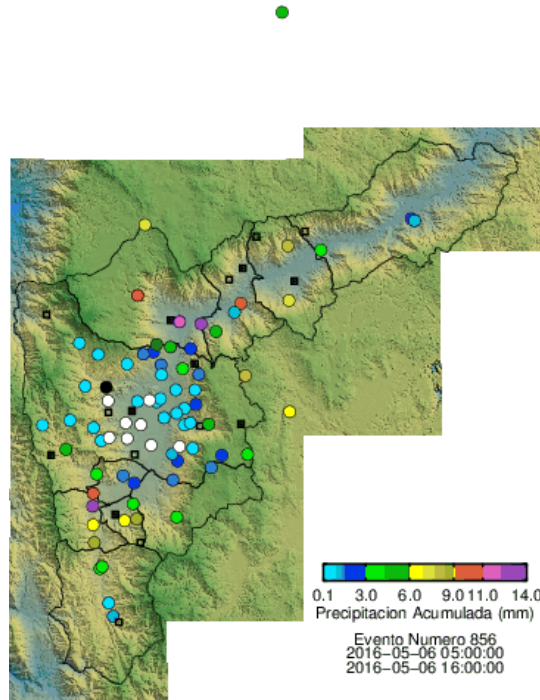 0.1 3.0 6.0 9.0 11.0 14.0
Precipitacion Acumulada (mm)
Evento Numero 856
2016-05-06 05:00:00
2016-05-06 16:00:00